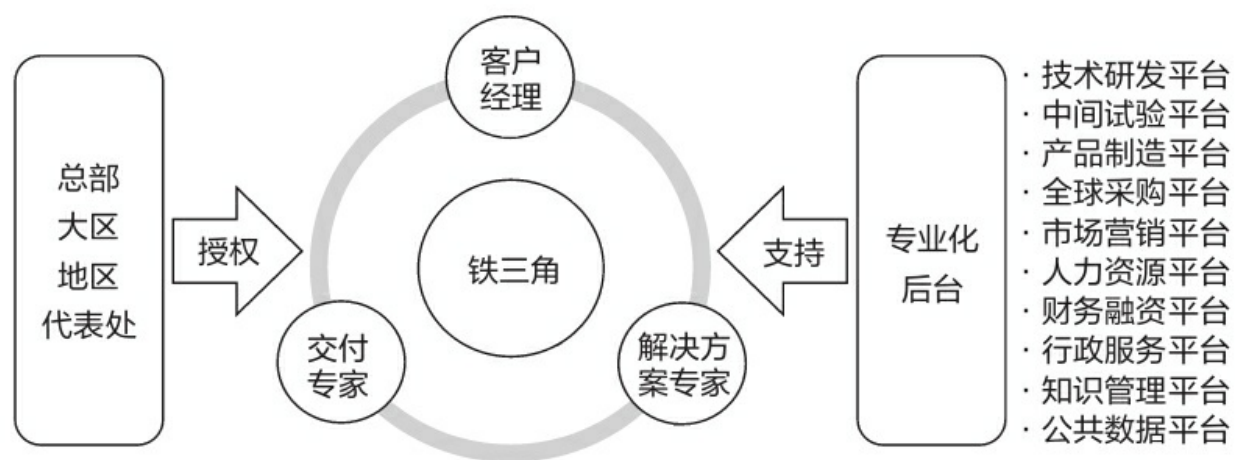 总部
大区
地区
代表处
授权
客户
经理
铁三角
交付
专家
解决方
案专家
支持
专业化
后台
· 技术研发平台
· 中间试验平台
· 产品制造平台
· 全球采购平台
· 市场营销平台
· 人力资源平台
· 财务融资平台
· 行政服务平台
· 知识管理平台
· 公共数据平台